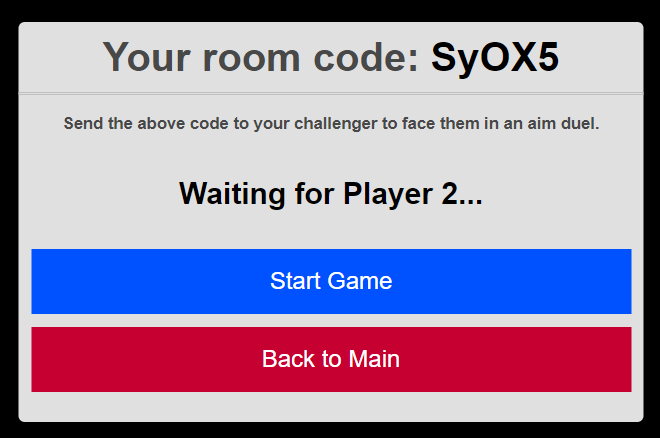 Your room code: SyOX5
Send the above code to your challenger to face them in an aim duel.
Waiting for Player 2...
Start Game
Back to Main